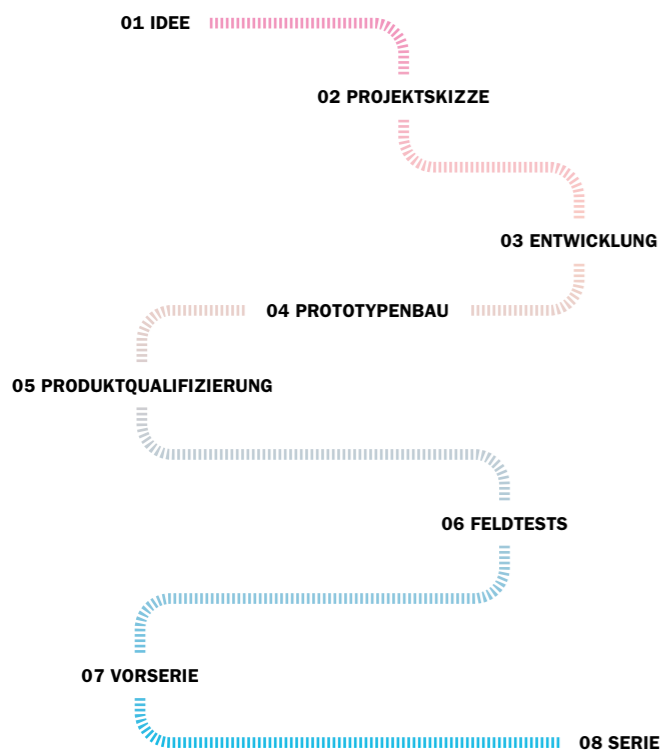 01 IDEE
02 PROJEKTSKIZZE
03 ENTWICKLUNG
04 PROTOTYPENBAU
05 PRODUKTQUALIFIZIERUNG
06 FELDTESTS
07 VORSERIE
08 SERIE